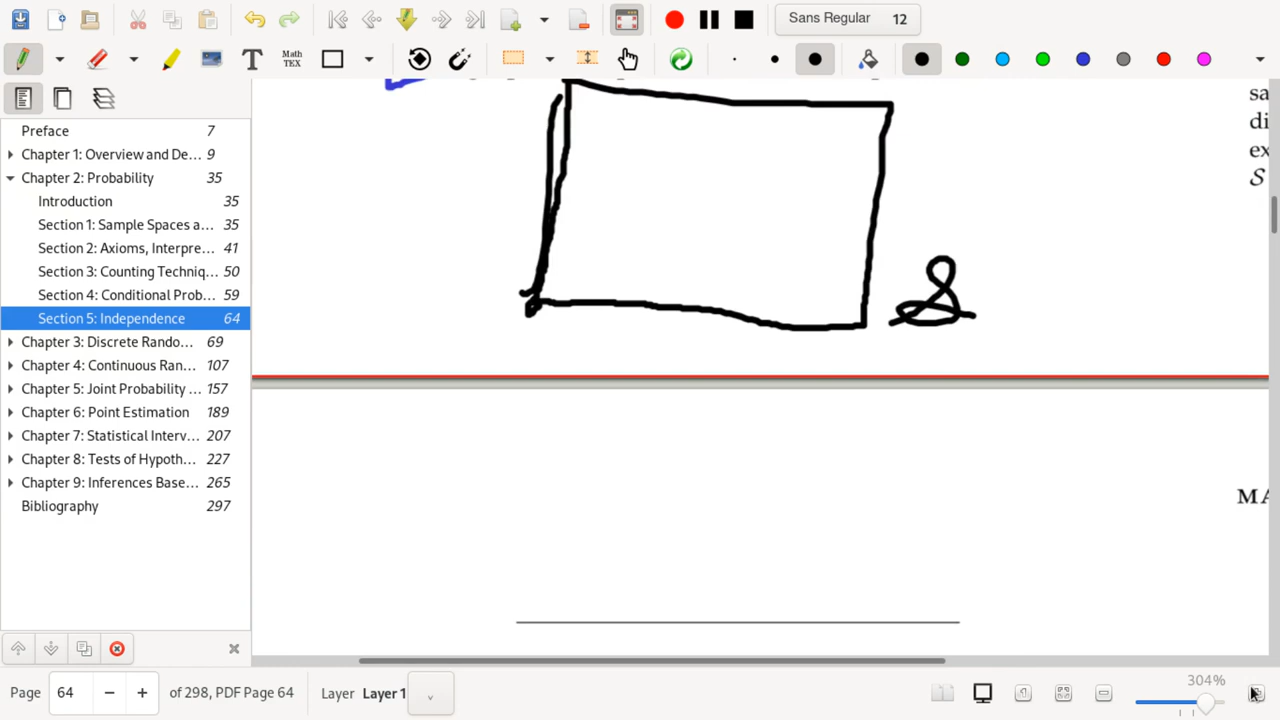 Sans Regular 12
Math
TEX
Preface 7
Chapter 1: Overview and De... 9
Chapter 2: Probability 35
Introduction 35
Section 1: Sample Spaces a... 35
Section 2: Axioms, Interpre... 41
Section 3: Counting Techniq... 50
Section 4: Conditional Prob... 59
Section 5: Independence 64
Chapter 3: Discrete Rando... 69
Chapter 4: Continuous Ran... 107
Chapter 5: Joint Probability ... 157
Chapter 6: Point Estimation 189
Chapter 7: Statistical Interv... 207
Chapter 8: Tests of Hypoth... 227
Chapter 9: Inferences Base... 265
Bibliography 297
sa
di
ex
S
S
MA
Page 64 of 298, PDF Page 64 Layer Layer 1 304%